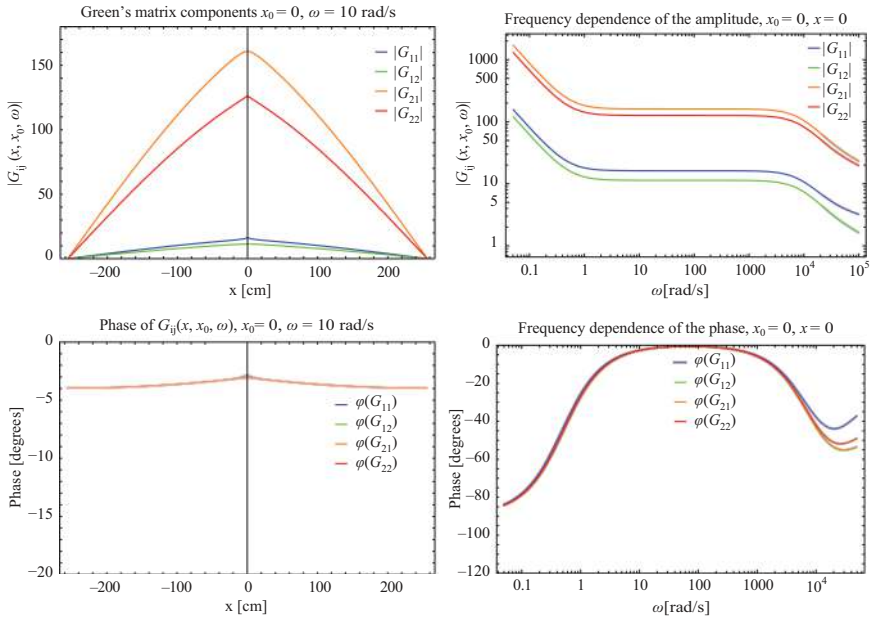 Green's matrix components x₀ = 0, ω = 10 rad/s
|G_ij (x, x₀, ω)|
150
100
50
0
|G₁₁|
|G₁₂|
|G₂₁|
|G₂₂|
−200 −100 0 100 200
x [cm]
Frequency dependence of the amplitude, x₀ = 0, x = 0
|G_ij (x, x₀, ω)|
1000
500
100
50
10
5
1
|G₁₁|
|G₁₂|
|G₂₁|
|G₂₂|
0.1 1 10 100 1000 10⁴ 10⁵
ω[rad/s]
Phase of G_ij(x, x₀, ω), x₀ = 0, ω = 10 rad/s
Phase [degrees]
0
−5
−10
−15
−20
φ(G₁₁)
φ(G₁₂)
φ(G₂₁)
φ(G₂₂)
−200 −100 0 100 200
x [cm]
Frequency dependence of the phase, x₀ = 0, x = 0
Phase [degrees]
0
−20
−40
−60
−80
−100
−120
φ(G₁₁)
φ(G₁₂)
φ(G₂₁)
φ(G₂₂)
0.1 1 10 100 1000 10⁴
ω[rad/s]